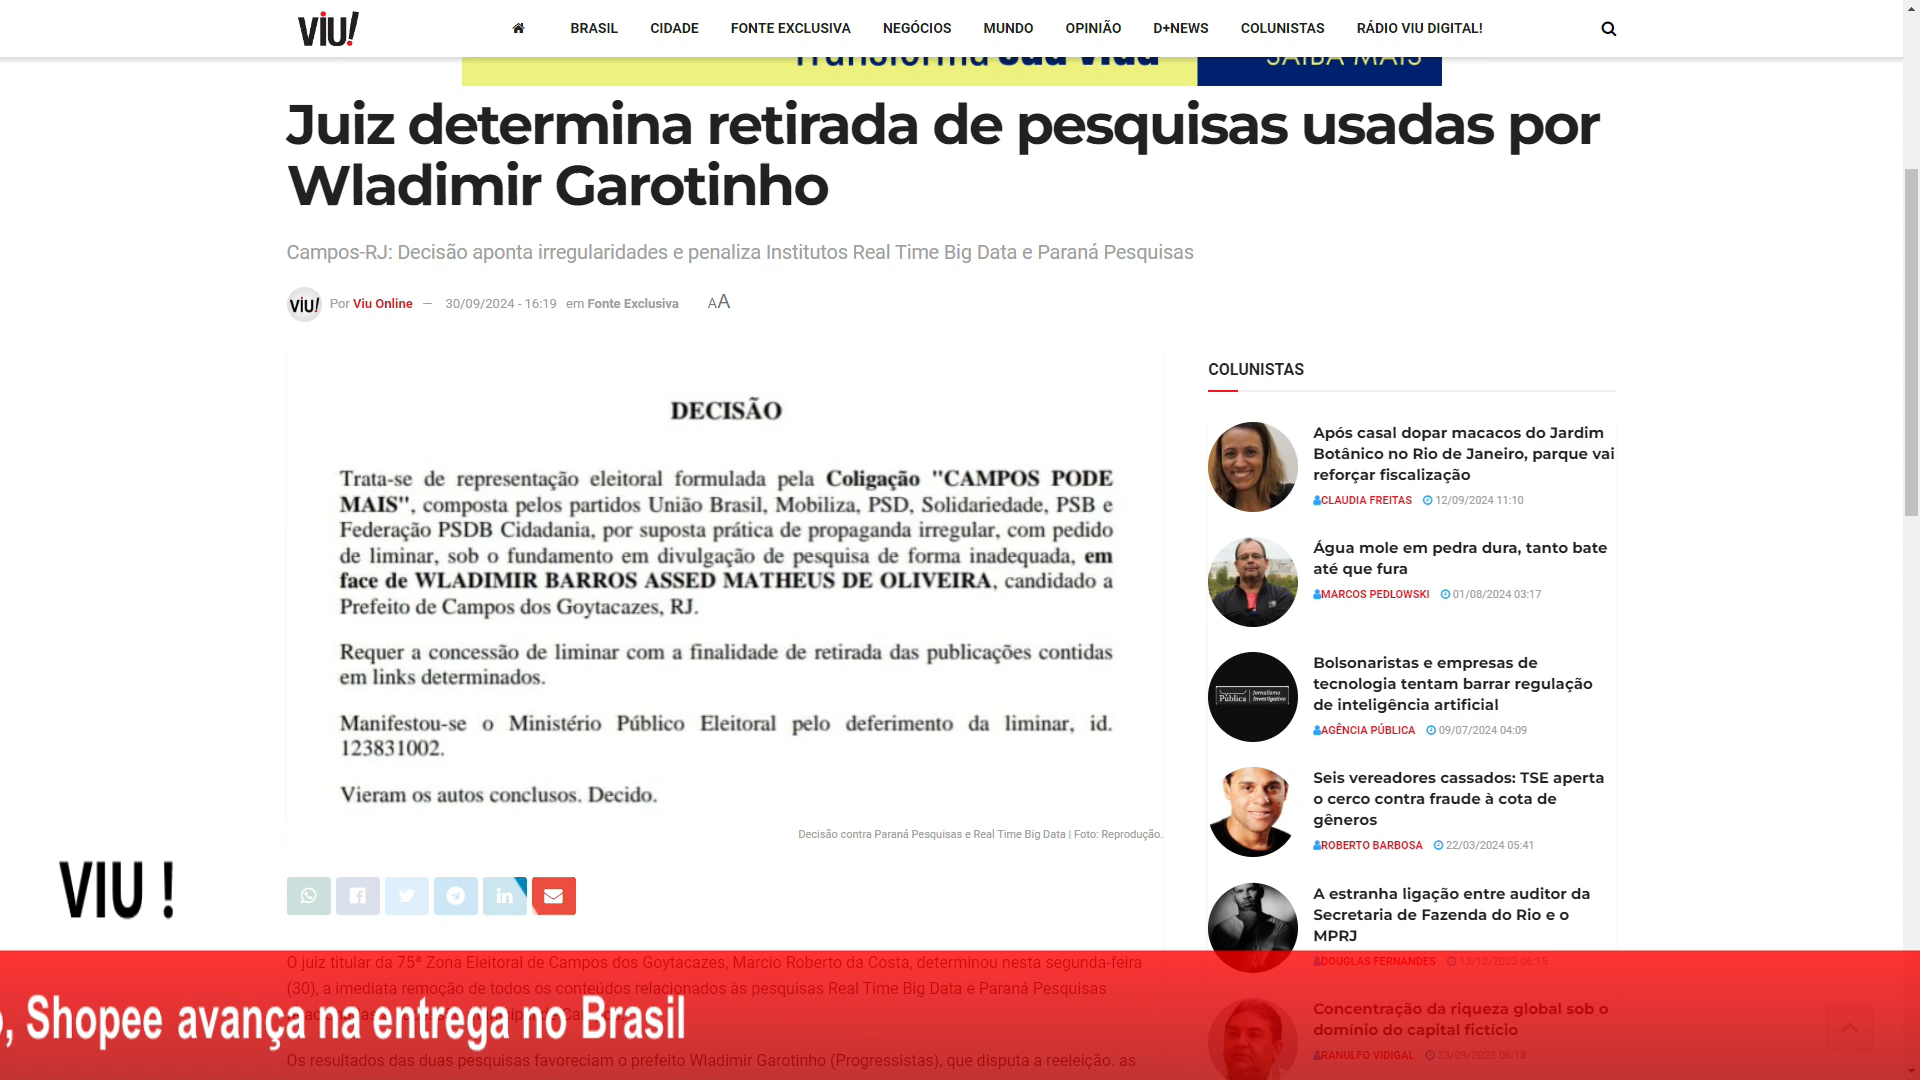 VIU!
BRASIL CIDADE FONTE EXCLUSIVA NEGÓCIOS MUNDO OPINIÃO D+NEWS COLUNISTAS RÁDIO VIU DIGITAL!
Transforma Sua vida SAIBA MAIS
Juiz determina retirada de pesquisas usadas por
Wladimir Garotinho
Campos-RJ: Decisão aponta irregularidades e penaliza Institutos Real Time Big Data e Paraná Pesquisas
VIU! Por Viu Online — 30/09/2024 - 16:19 em Fonte Exclusiva AA
DECISÃO
Trata-se de representação eleitoral formulada pela Coligação "CAMPOS PODE
MAIS", composta pelos partidos União Brasil, Mobiliza, PSD, Solidariedade, PSB e
Federação PSDB Cidadania, por suposta prática de propaganda irregular, com pedido
de liminar, sob o fundamento em divulgação de pesquisa de forma inadequada, em
face de WLADIMIR BARROS ASSED MATHEUS DE OLIVEIRA, candidado a
Prefeito de Campos dos Goytacazes, RJ.
Requer a concessão de liminar com a finalidade de retirada das publicações contidas
em links determinados.
Manifestou-se o Ministério Público Eleitoral pelo deferimento da liminar, id.
123831002.
Vieram os autos conclusos. Decido.
Decisão contra Paraná Pesquisas e Real Time Big Data | Foto: Reprodução.
O juiz titular da 75ª Zona Eleitoral de Campos dos Goytacazes, Marcio Roberto da Costa, determinou nesta segunda-feira
(30), a imediata remoção de todos os conteúdos relacionados às pesquisas Real Time Big Data e Paraná Pesquisas
Os resultados das duas pesquisas favoreciam o prefeito Wladimir Garotinho (Progressistas), que disputa a reeleição. as
COLUNISTAS
Após casal dopar macacos do Jardim
Botânico no Rio de Janeiro, parque vai
reforçar fiscalização
CLAUDIA FREITAS 12/09/2024 11:10
Água mole em pedra dura, tanto bate
até que fura
MARCOS PEDLOWSKI 01/08/2024 03:17
Pública Jornalismo
Investigativo
Bolsonaristas e empresas de
tecnologia tentam barrar regulação
de inteligência artificial
AGÊNCIA PÚBLICA 09/07/2024 04:09
Seis vereadores cassados: TSE aperta
o cerco contra fraude à cota de
gêneros
ROBERTO BARBOSA 22/03/2024 05:41
A estranha ligação entre auditor da
Secretaria de Fazenda do Rio e o
MPRJ
DOUGLAS FERNANDES 13/12/2023 06:15
Concentração da riqueza global sob o
domínio do capital fictício
RANULFO VIDIGAL 23/09/2023 06:18
VIU !
, Shopee avança na entrega no Brasil